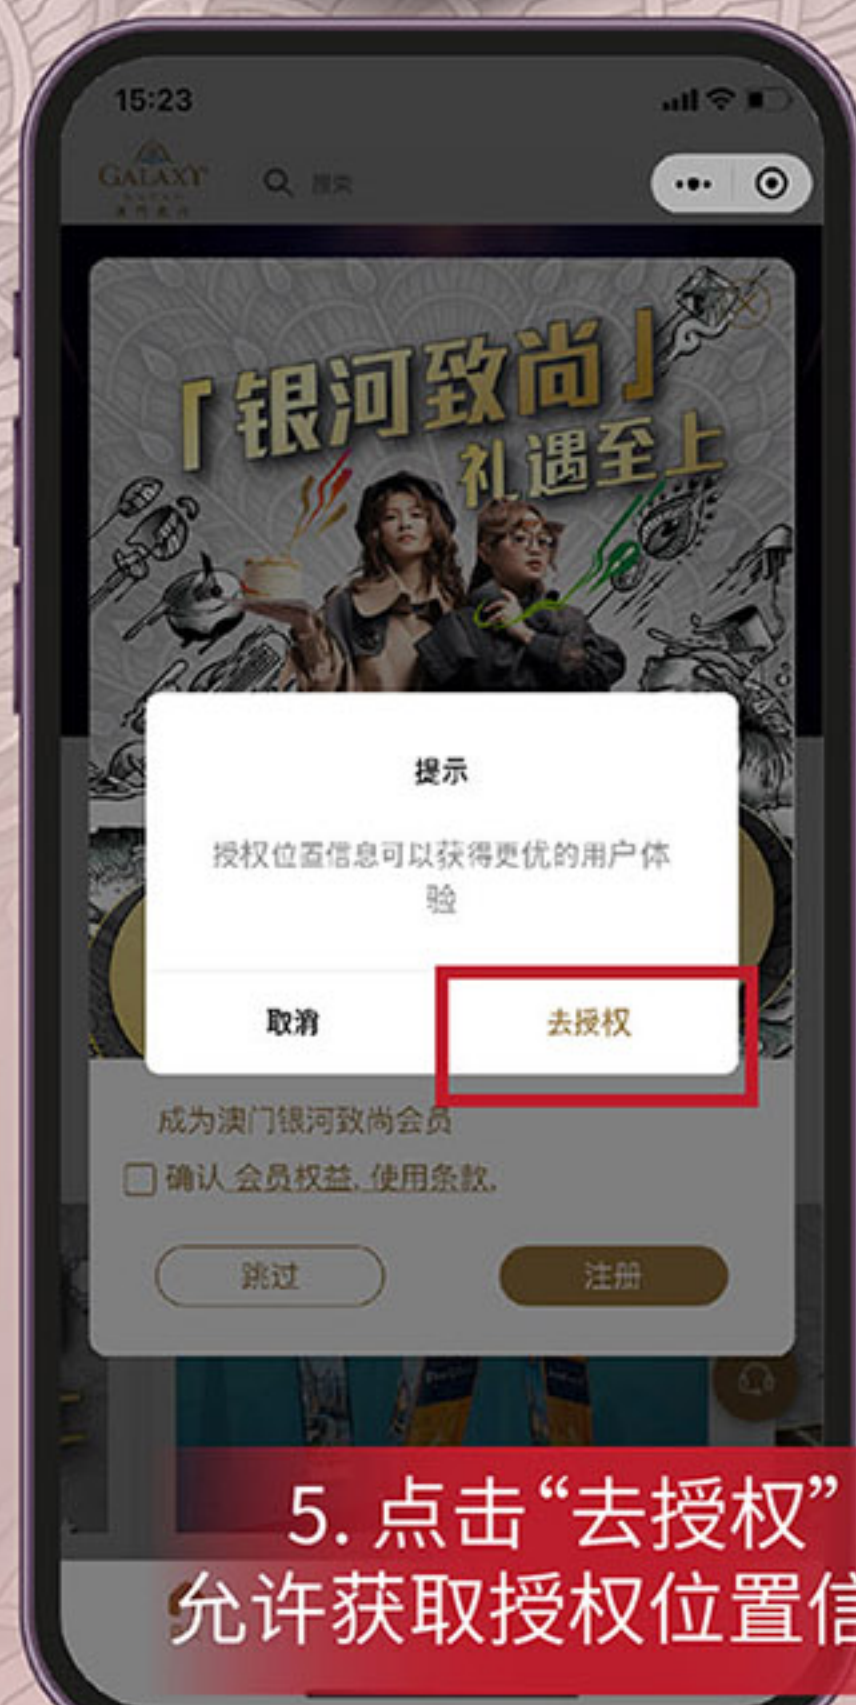 15:23
GALAXY
搜索
「银河致尚」
礼遇至上
提示
授权位置信息可以获得更优的用户体
验
取消
去授权
成为澳门银河致尚会员
确认 会员权益, 使用条款,
跳过
注册
5. 点击“去授权”
允许获取授权位置信